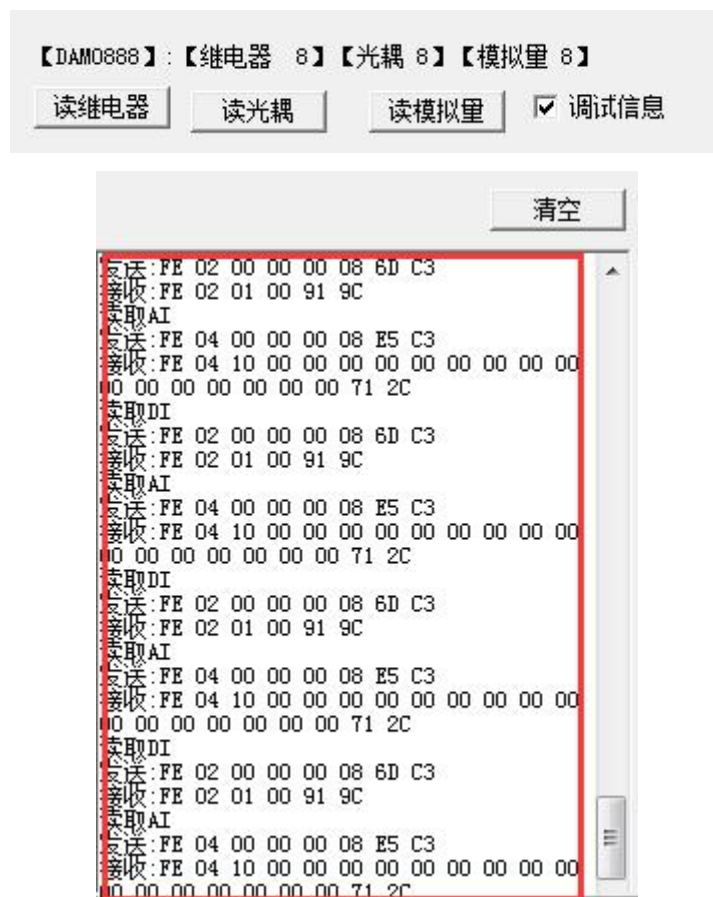 【DAM0888】:【继电器 8】【光耦 8】【模拟量 8】
读继电器 读光耦 读模拟量 调试信息
清空
发送:FE 02 00 00 00 08 6D C3
接收:FE 02 01 00 91 9C
读取AI
发送:FE 04 00 00 00 08 E5 C3
接收:FE 04 10 00 00 00 00 00 00 00 00 00
00 00 00 00 00 00 00 71 2C
读取DI
发送:FE 02 00 00 00 08 6D C3
接收:FE 02 01 00 91 9C
读取AI
发送:FE 04 00 00 00 08 E5 C3
接收:FE 04 10 00 00 00 00 00 00 00 00 00
00 00 00 00 00 00 00 71 2C
读取DI
发送:FE 02 00 00 00 08 6D C3
接收:FE 02 01 00 91 9C
读取AI
发送:FE 04 00 00 00 08 E5 C3
接收:FE 04 10 00 00 00 00 00 00 00 00 00
00 00 00 00 00 00 00 71 2C
读取DI
发送:FE 02 00 00 00 08 6D C3
接收:FE 02 01 00 91 9C
读取AI
发送:FE 04 00 00 00 08 E5 C3
接收:FE 04 10 00 00 00 00 00 00 00 00 00
00 00 00 00 00 00 00 71 2C